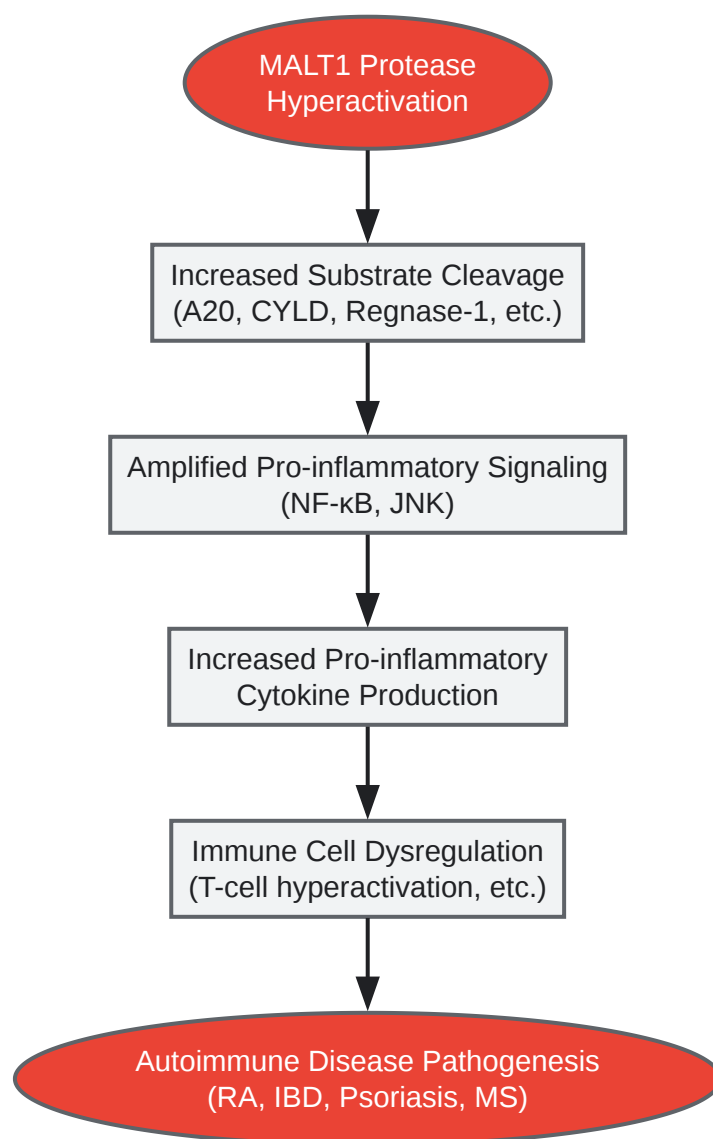 MALT1 Protease
Hyperactivation
Increased Substrate Cleavage
(A20, CYLD, Regnase-1, etc.)
Amplified Pro-inflammatory Signaling
(NF-κB, JNK)
Increased Pro-inflammatory
Cytokine Production
Immune Cell Dysregulation
(T-cell hyperactivation, etc.)
Autoimmune Disease Pathogenesis
(RA, IBD, Psoriasis, MS)